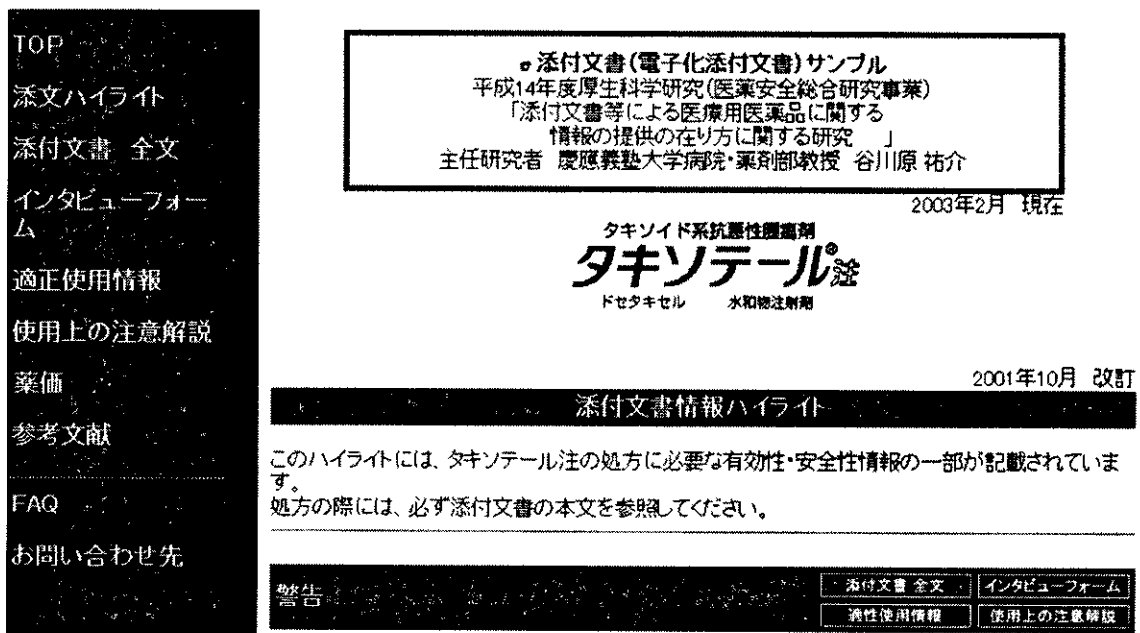 TOP
添文ハイライト
添付文書 全文
インタビューフォー
ム
適正使用情報
使用上の注意解説
薬価
参考文献
FAQ
お問い合わせ先
e 添付文書(電子化添付文書)サンプル
平成14年度厚生科学研究(医薬安全総合研究事業)
「添付文書等による医療用医薬品に関する
情報の提供の在り方に関する研究 」
主任研究者 慶應義塾大学病院・薬剤部教授 谷川原 祐介
2003年2月 現在
タキソイド系抗悪性腫瘍剤
タキソテール®注
ドセタキセル 水和物注射剤
2001年10月 改訂
添付文書情報ハイライト
このハイライトには、タキソテール注の処方に必要な有効性・安全性情報の一部が記載されていま
す。
処方の際には、必ず添付文書の本文を参照してください。
警告
添付文書 全文 インタビューフォーム
適性使用情報 使用上の注意解説